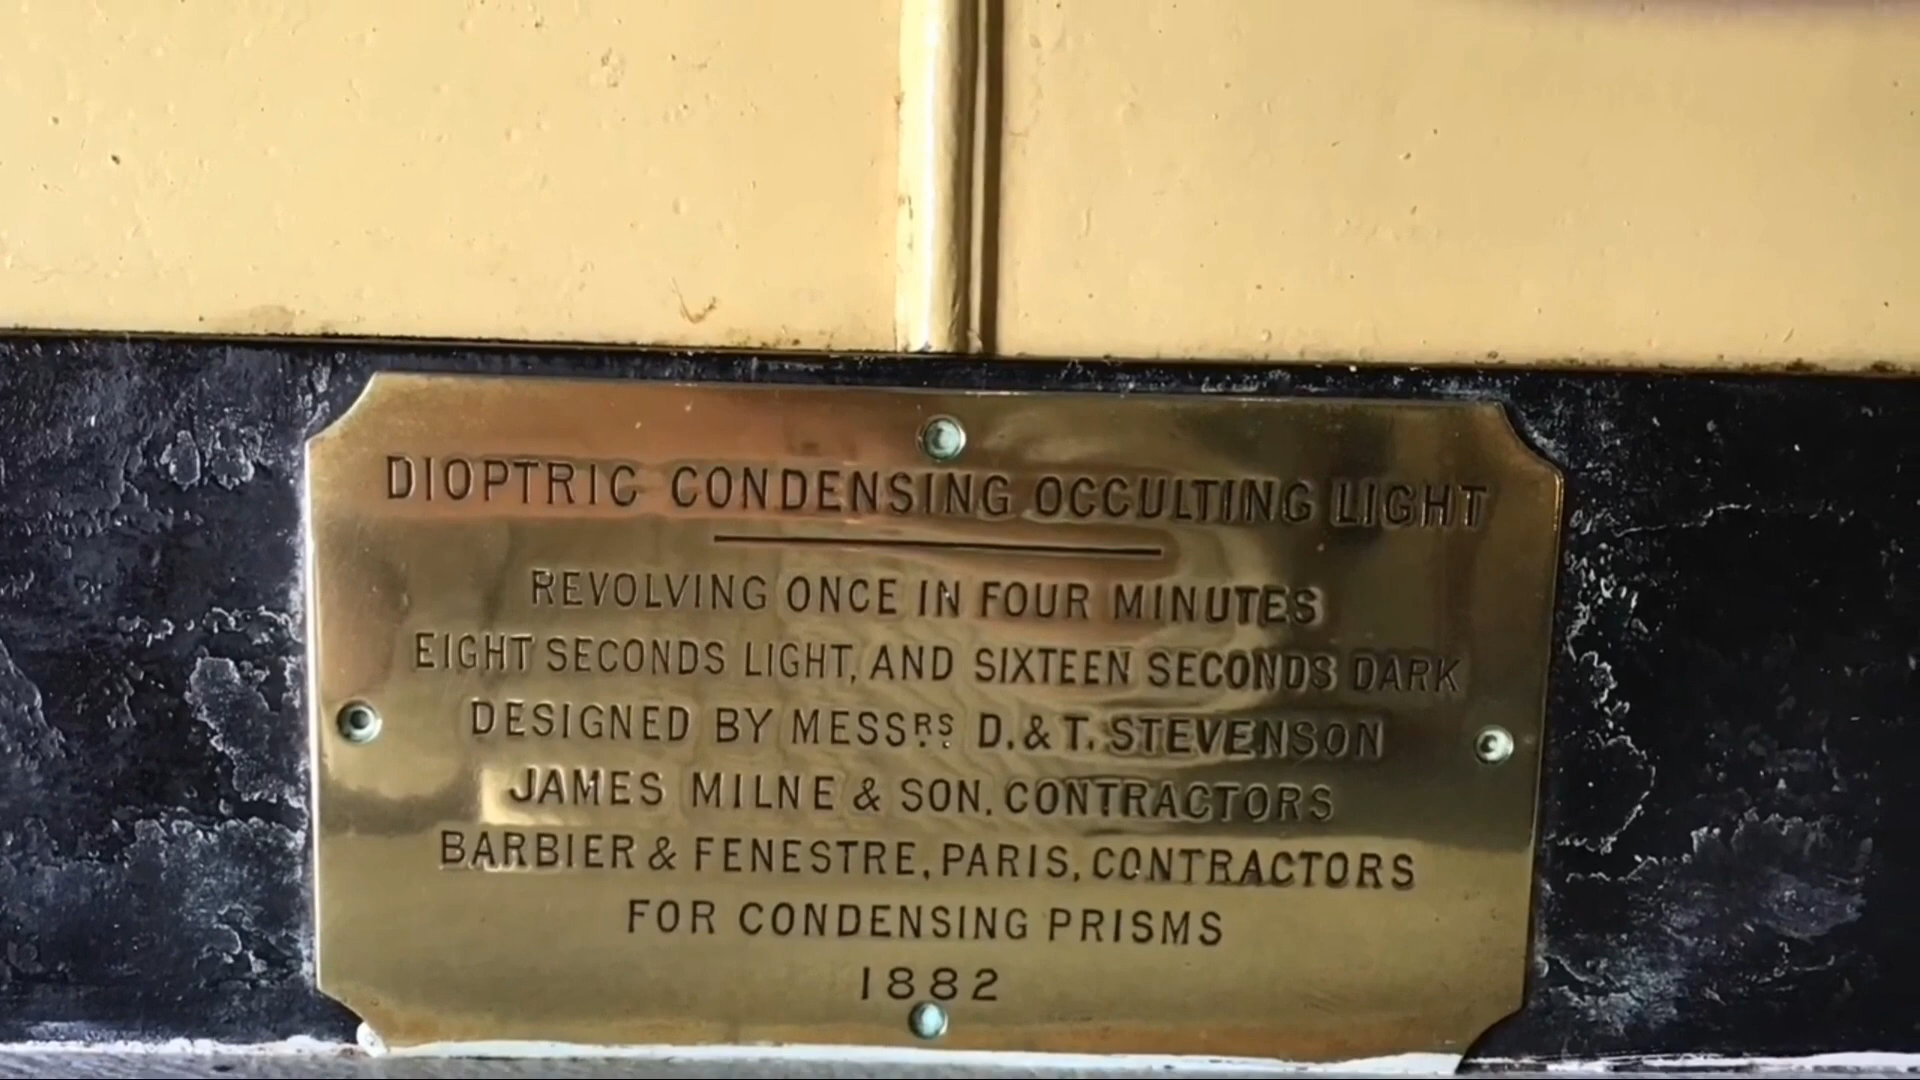 DIOPTRIC CONDENSING OCCULTING LIGHT
REVOLVING ONCE IN FOUR MINUTES
EIGHT SECONDS LIGHT, AND SIXTEEN SECONDS DARK
DESIGNED BY MESSRS. D. & T. STEVENSON
JAMES MILNE & SON. CONTRACTORS
BARBIER & FENESTRE, PARIS, CONTRACTORS
FOR CONDENSING PRISMS
1882